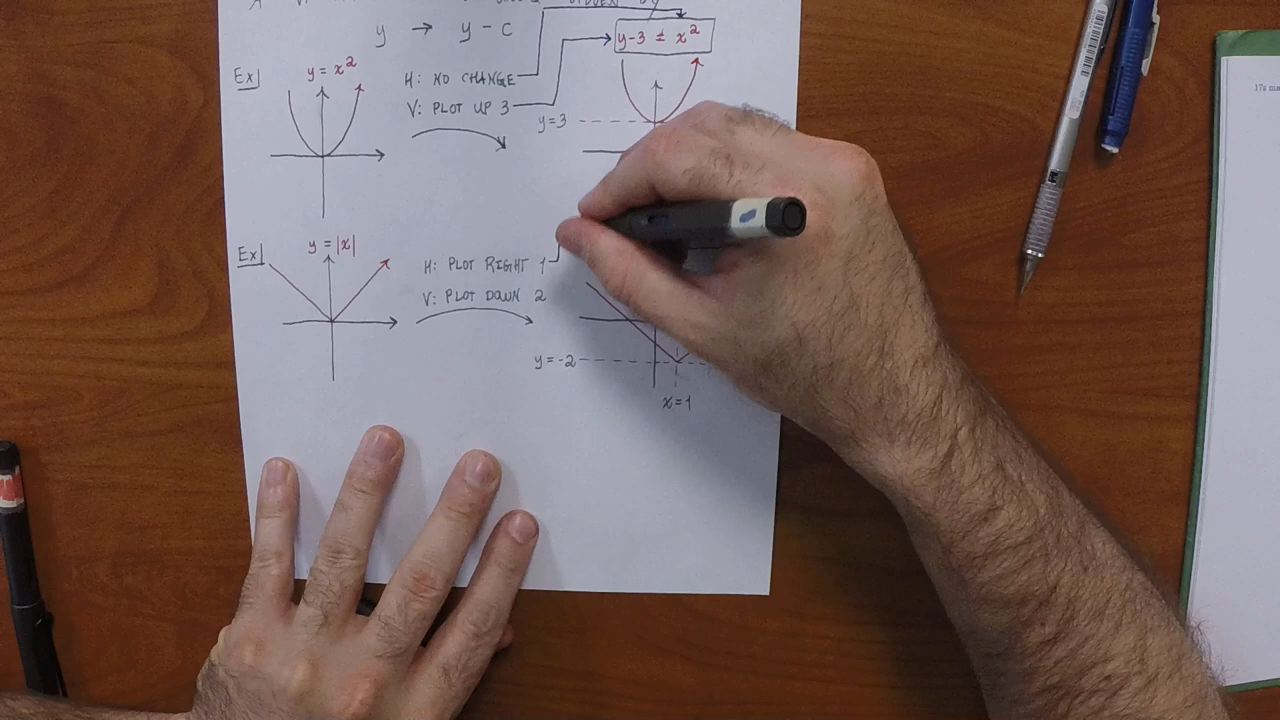 y → y - c
y-3 = x²
Ex| y = x²
H: NO CHANGE
V: PLOT UP 3
y=3
Ex| y = |x|
H: PLOT RIGHT 1
V: PLOT DOWN 2
y=-2
x=1